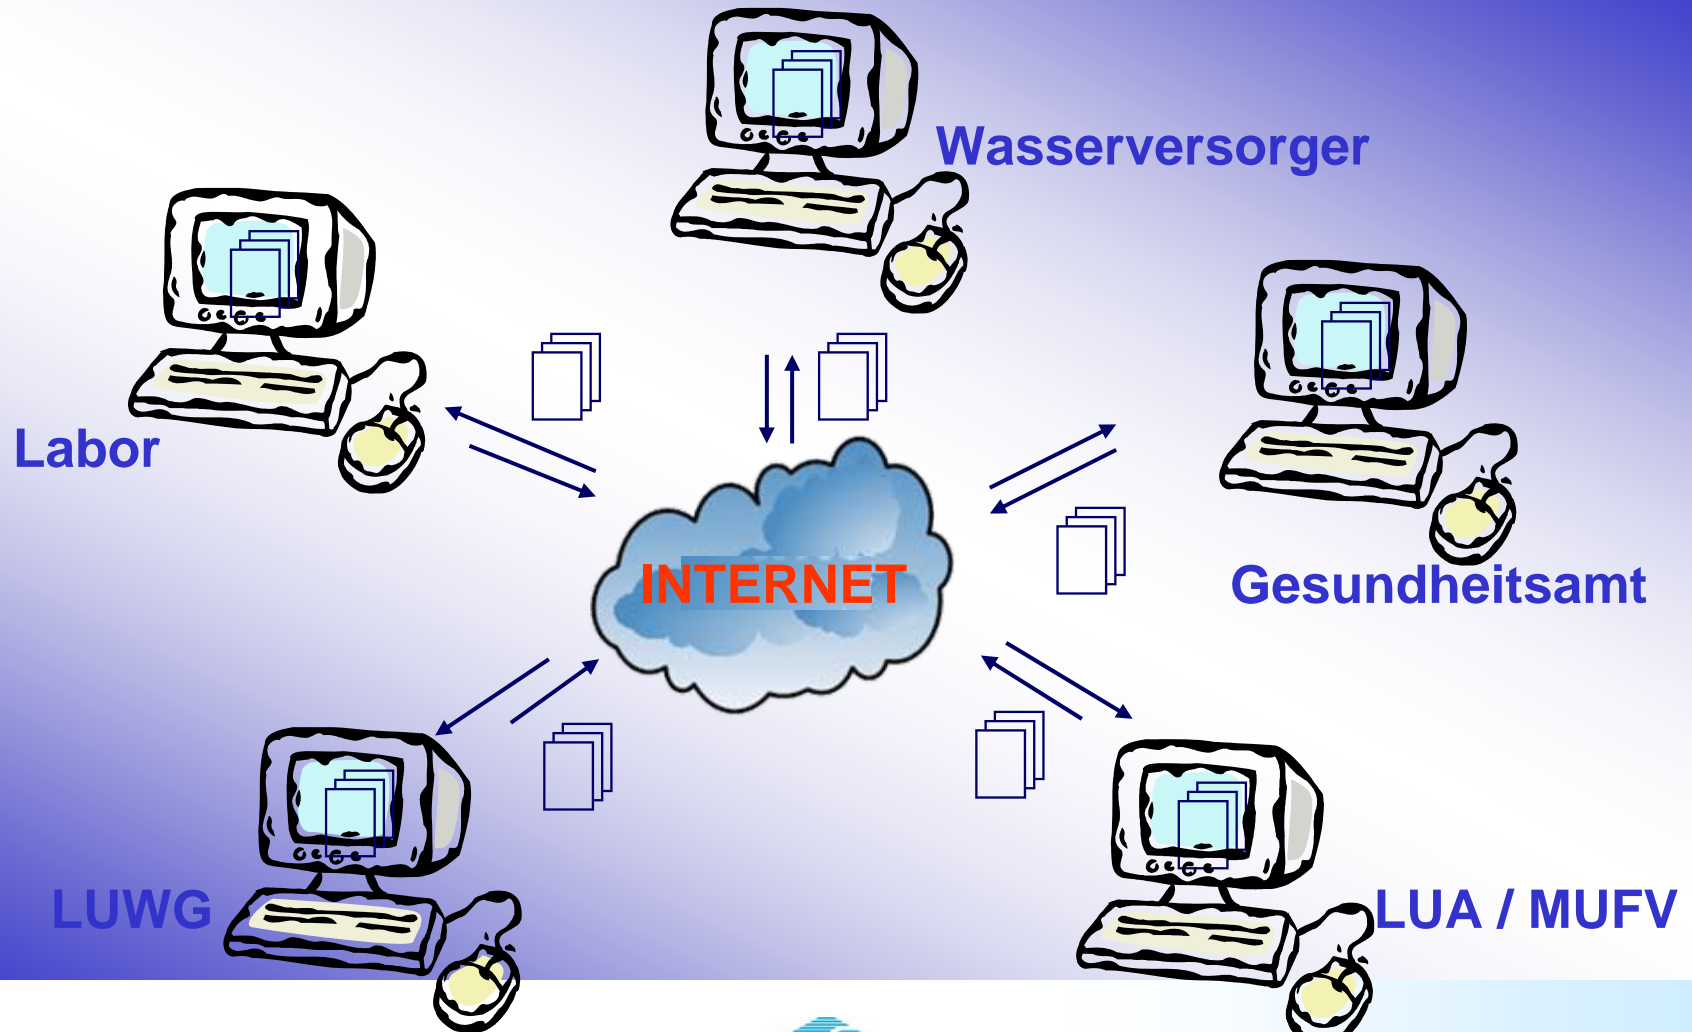 Wasserversorger
Labor
INTERNET
Gesundheitsamt
LUWG
LUA / MUFV